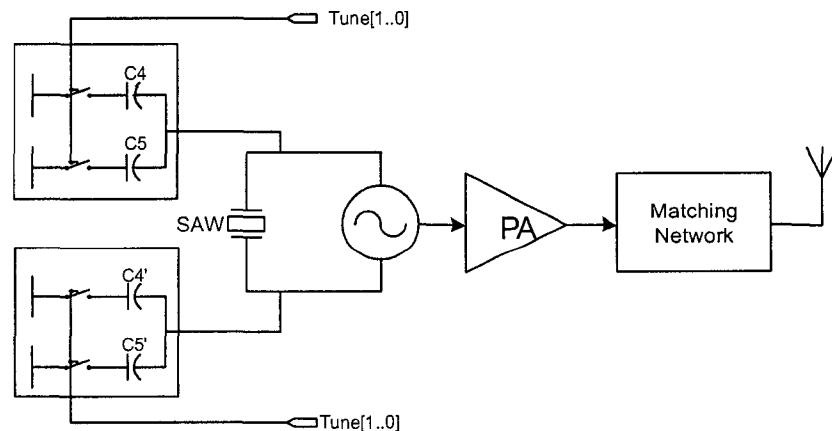 Tune[1..0]
C4
C5
SAW
PA
Matching
Network
C4'
C5'
Tune[1..0]